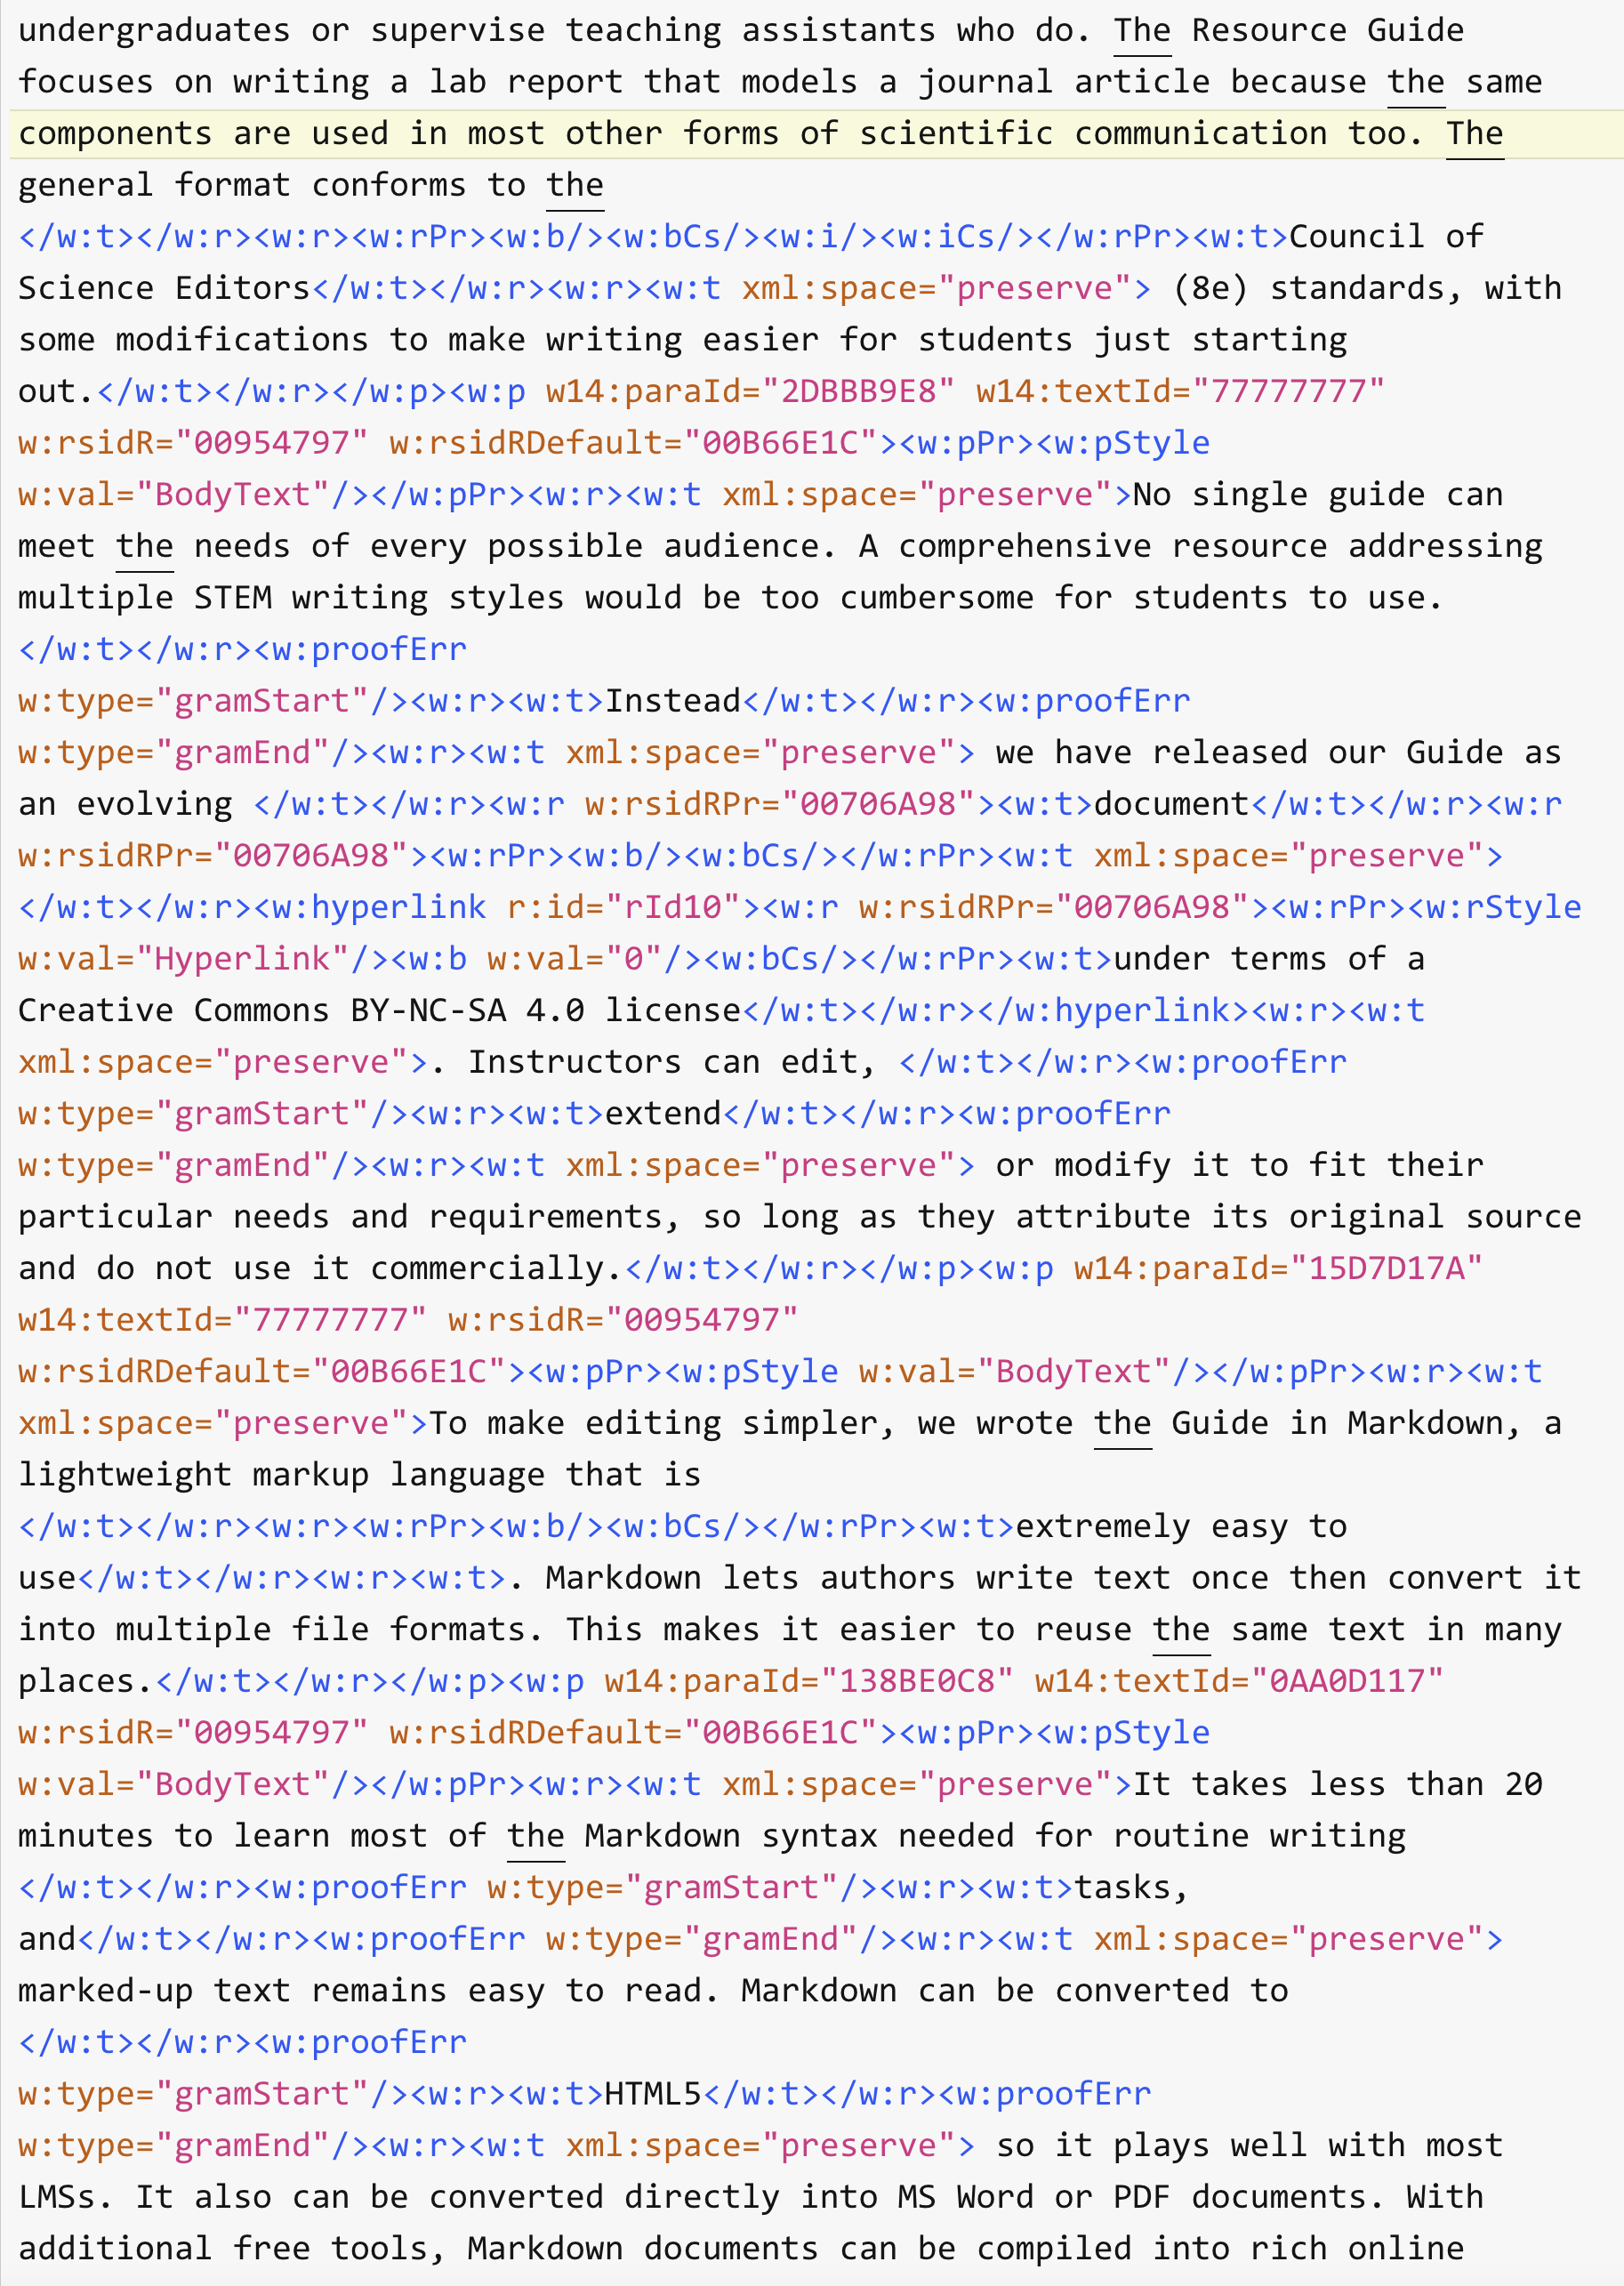 undergraduates or supervise teaching assistants who do. The Resource Guide
focuses on writing a lab report that models a journal article because the same
components are used in most other forms of scientific communication too. The
general format conforms to the
</w:t></w:r><w:r><w:rPr><w:b/><w:bCs/><w:i/><w:iCs/></w:rPr><w:t>Council of
Science Editors</w:t></w:r><w:r><w:t xml:space="preserve"> (8e) standards, with
some modifications to make writing easier for students just starting
out.</w:t></w:r></w:p><w:p w14:paraId="2DBBB9E8" w14:textId="77777777"
w:rsidR="00954797" w:rsidRDefault="00B66E1C"><w:pPr><w:pStyle
w:val="BodyText"/></w:pPr><w:r><w:t xml:space="preserve">No single guide can
meet the needs of every possible audience. A comprehensive resource addressing
multiple STEM writing styles would be too cumbersome for students to use.
</w:t></w:r><w:proofErr
w:type="gramStart"/><w:r><w:t>Instead</w:t></w:r><w:proofErr
w:type="gramEnd"/><w:r><w:t xml:space="preserve"> we have released our Guide as
an evolving </w:t></w:r><w:r w:rsidRPr="00706A98"><w:t>document</w:t></w:r><w:r
w:rsidRPr="00706A98"><w:rPr><w:b/><w:bCs/></w:rPr><w:t xml:space="preserve">
</w:t></w:r><w:hyperlink r:id="rId10"><w:r w:rsidRPr="00706A98"><w:rPr><w:rStyle
w:val="Hyperlink"/><w:b w:val="0"/><w:bCs/></w:rPr><w:t>under terms of a
Creative Commons BY-NC-SA 4.0 license</w:t></w:r></w:hyperlink><w:r><w:t
xml:space="preserve">. Instructors can edit, </w:t></w:r><w:proofErr
w:type="gramStart"/><w:r><w:t>extend</w:t></w:r><w:proofErr
w:type="gramEnd"/><w:r><w:t xml:space="preserve"> or modify it to fit their
particular needs and requirements, so long as they attribute its original source
and do not use it commercially.</w:t></w:r></w:p><w:p w14:paraId="15D7D17A"
w14:textId="77777777" w:rsidR="00954797"
w:rsidRDefault="00B66E1C"><w:pPr><w:pStyle w:val="BodyText"/></w:pPr><w:r><w:t
xml:space="preserve">To make editing simpler, we wrote the Guide in Markdown, a
lightweight markup language that is
</w:t></w:r><w:r><w:rPr><w:b/><w:bCs/></w:rPr><w:t>extremely easy to
use</w:t></w:r><w:r><w:t>. Markdown lets authors write text once then convert it
into multiple file formats. This makes it easier to reuse the same text in many
places.</w:t></w:r></w:p><w:p w14:paraId="138BE0C8" w14:textId="0AA0D117"
w:rsidR="00954797" w:rsidRDefault="00B66E1C"><w:pPr><w:pStyle
w:val="BodyText"/></w:pPr><w:r><w:t xml:space="preserve">It takes less than 20
minutes to learn most of the Markdown syntax needed for routine writing
</w:t></w:r><w:proofErr w:type="gramStart"/><w:r><w:t>tasks,
and</w:t></w:r><w:proofErr w:type="gramEnd"/><w:r><w:t xml:space="preserve">
marked-up text remains easy to read. Markdown can be converted to
</w:t></w:r><w:proofErr
w:type="gramStart"/><w:r><w:t>HTML5</w:t></w:r><w:proofErr
w:type="gramEnd"/><w:r><w:t xml:space="preserve"> so it plays well with most
LMSs. It also can be converted directly into MS Word or PDF documents. With
additional free tools, Markdown documents can be compiled into rich online